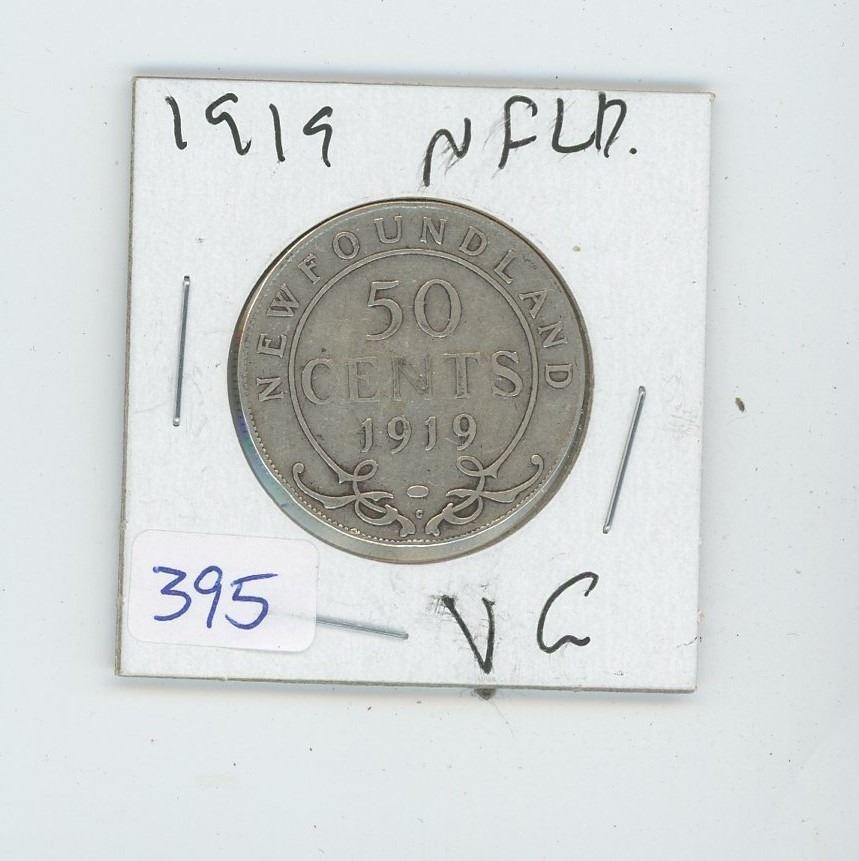 1919 NFLD.
NEWFOUNDLAND
50
CENTS
1919
C
395
VG